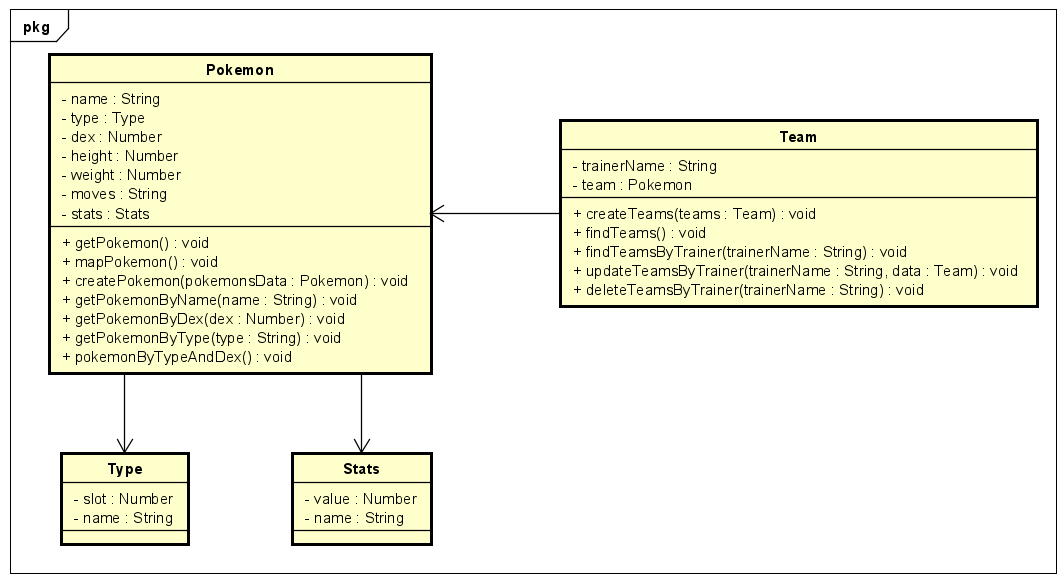 pkg
Pokemon
- name : String
- type : Type
- dex : Number
- height : Number
- weight : Number
- moves : String
- stats : Stats
+ getPokemon() : void
+ mapPokemon() : void
+ createPokemon(pokemonsData : Pokemon) : void
+ getPokemonByName(name : String) : void
+ getPokemonByDex(dex : Number) : void
+ getPokemonByType(type : String) : void
+ pokemonByTypeAndDex() : void
Team
- trainerName : String
- team : Pokemon
+ createTeams(teams : Team) : void
+ findTeams() : void
+ findTeamsByTrainer(trainerName : String) : void
+ updateTeamsByTrainer(trainerName : String, data : Team) : void
+ deleteTeamsByTrainer(trainerName : String) : void
Type
- slot : Number
- name : String
Stats
- value : Number
- name : String